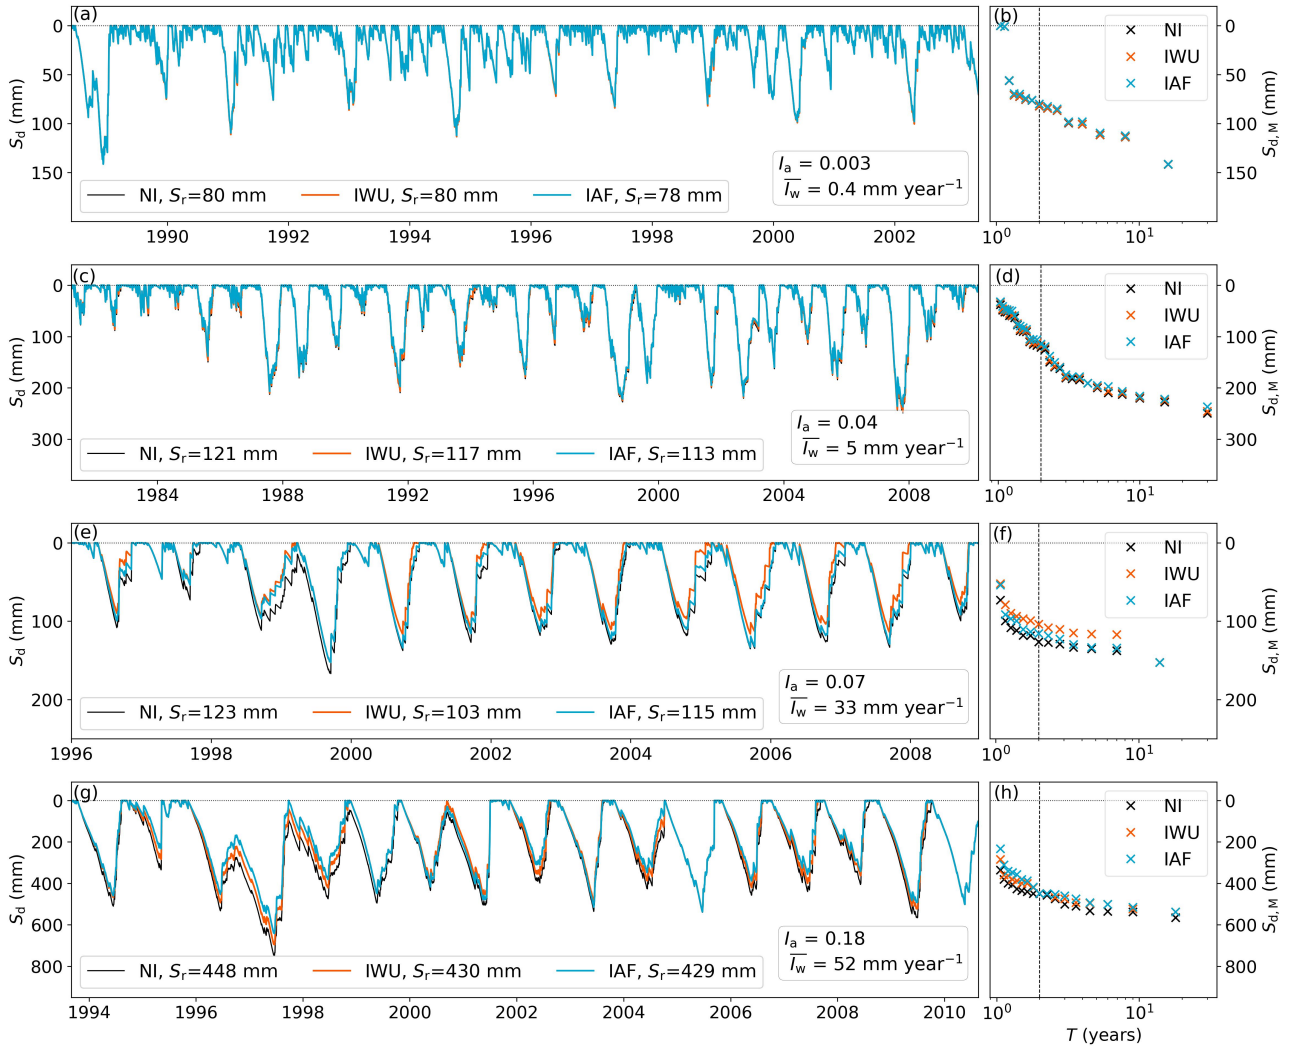 (a)
0
50
100
150
S_d (mm)
I_a = 0.003
I_w = 0.4 mm year⁻¹
NI, S_r=80 mm IWU, S_r=80 mm IAF, S_r=78 mm
1990 1992 1994 1996 1998 2000 2002
(b)
NI
IWU
IAF
0
50
100
150
S_d,M (mm)
10⁰ 10¹
(c)
0
100
200
300
S_d (mm)
I_a = 0.04
I_w = 5 mm year⁻¹
NI, S_r=121 mm IWU, S_r=117 mm IAF, S_r=113 mm
1984 1988 1992 1996 2000 2004 2008
(d)
NI
IWU
IAF
0
100
200
300
S_d,M (mm)
10⁰ 10¹
(e)
0
100
200
S_d (mm)
I_a = 0.07
I_w = 33 mm year⁻¹
NI, S_r=123 mm IWU, S_r=103 mm IAF, S_r=115 mm
1996 1998 2000 2002 2004 2006 2008
(f)
NI
IWU
IAF
0
100
200
S_d,M (mm)
10⁰ 10¹
(g)
0
200
400
600
800
S_d (mm)
I_a = 0.18
I_w = 52 mm year⁻¹
NI, S_r=448 mm IWU, S_r=430 mm IAF, S_r=429 mm
1994 1996 1998 2000 2002 2004 2006 2008 2010
(h)
NI
IWU
IAF
0
200
400
600
800
S_d,M (mm)
10⁰ 10¹
T (years)